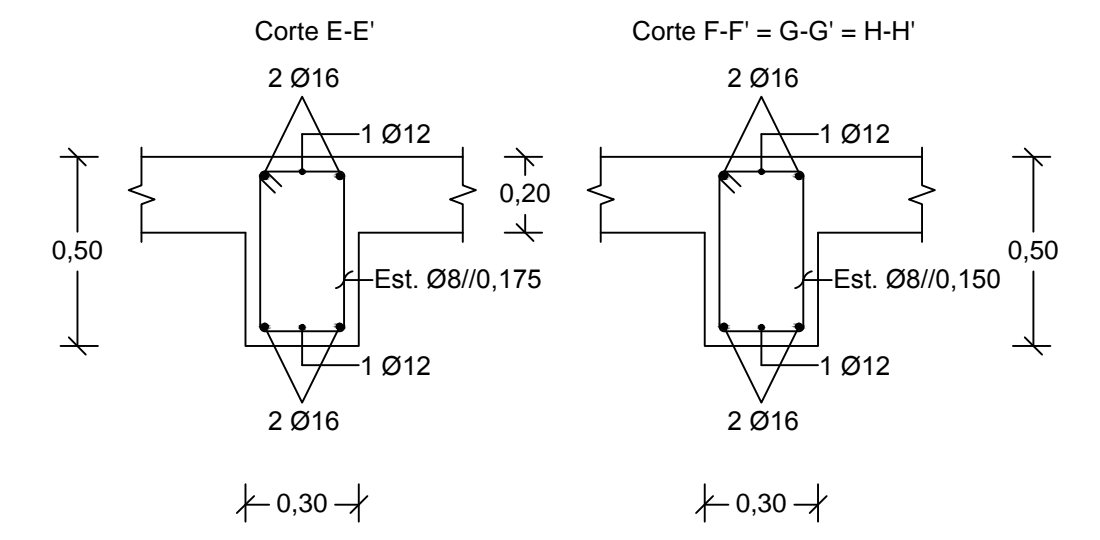 Corte E-E'
2 Ø16
1 Ø12
0,20
0,50
Est. Ø8//0,175
1 Ø12
2 Ø16
0,30
Corte F-F' = G-G' = H-H'
2 Ø16
1 Ø12
0,50
Est. Ø8//0,150
1 Ø12
2 Ø16
0,30